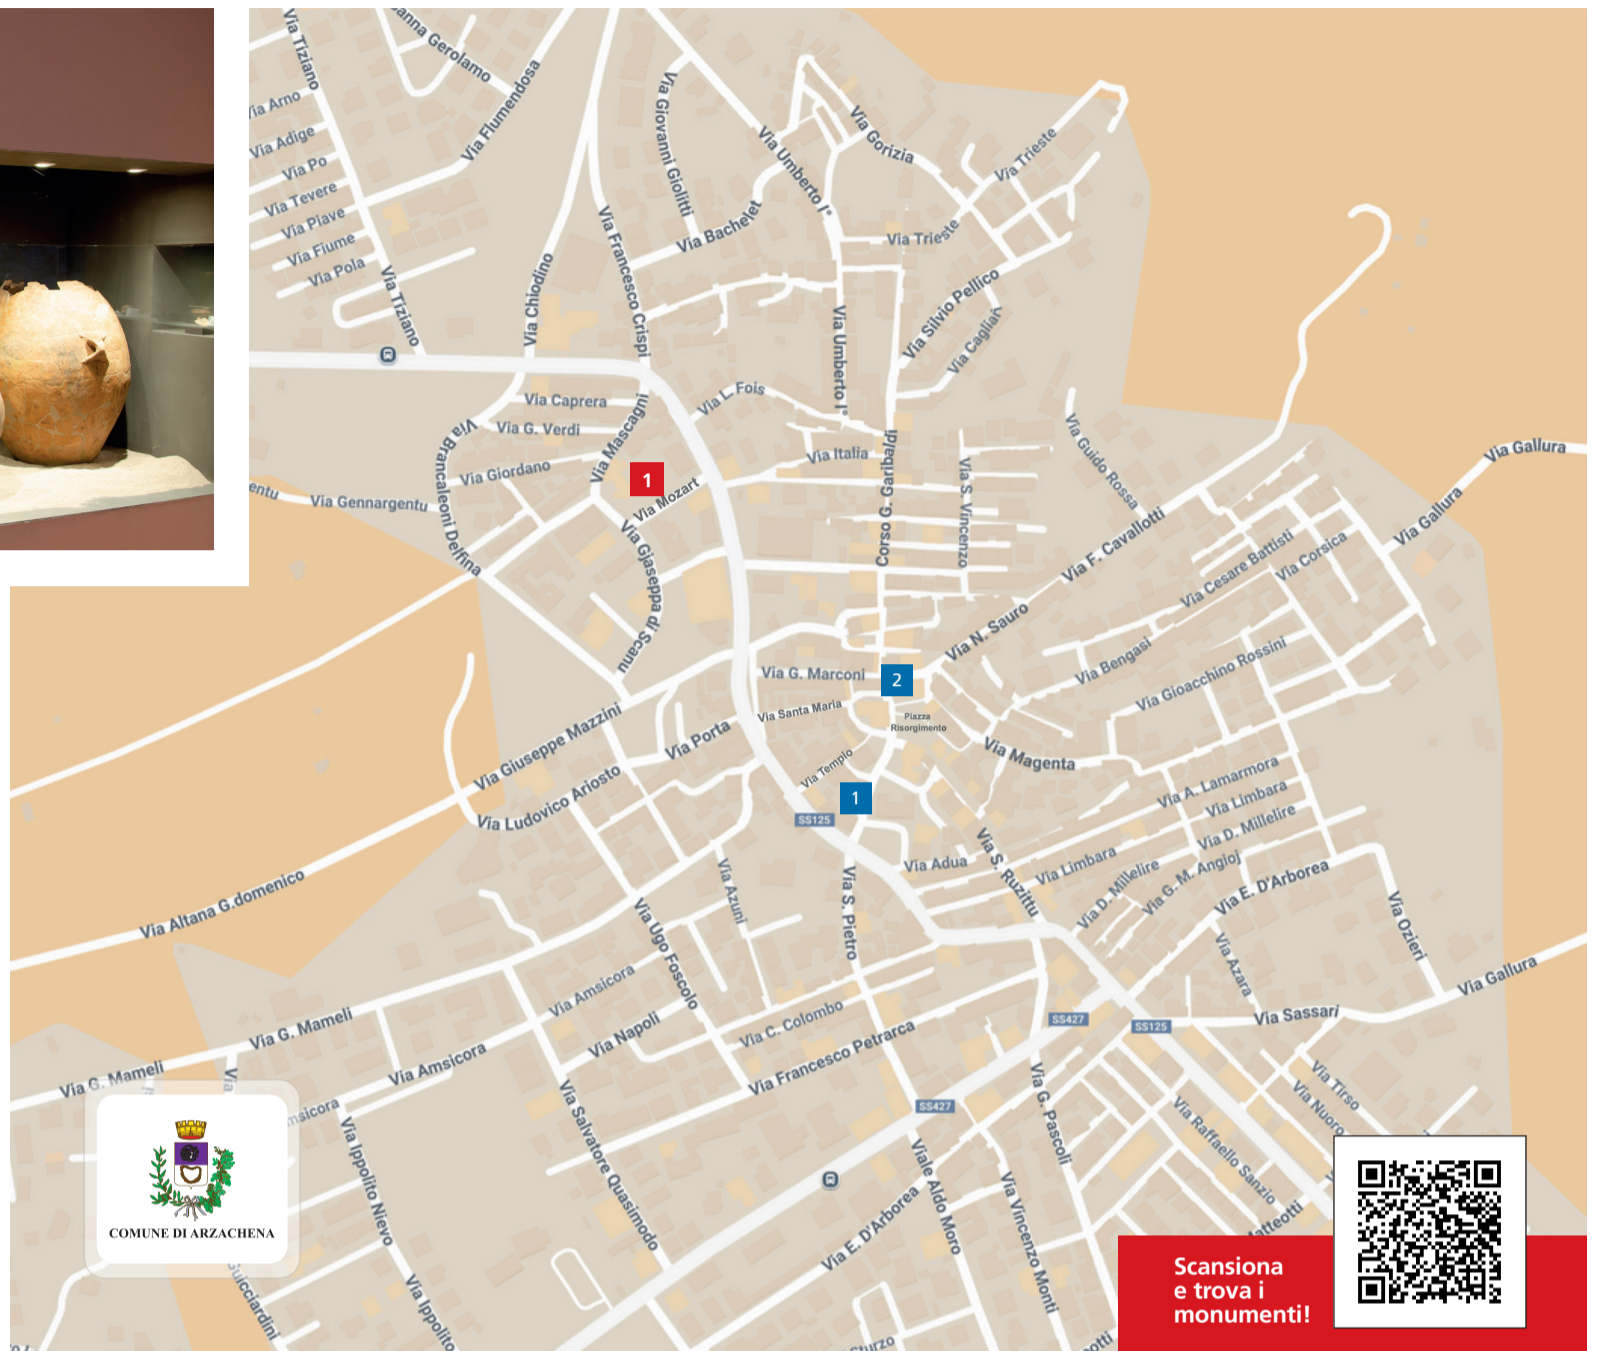 Via Tiziano
anna Gerolamo
Via Flumendosa
Via Arno
Via Adige
Via Po
Via Tevere
Via Piave
Via Fiume
Via Pola
Via Tiziano
Via Chiodino
Via Giovanni Giolitti
Via Francesco Crispi
Via Bachelet
Via Umberto I°
Via Gorizia
Via Trieste
Via Trieste
Via Silvio Pellico
Via Umberto I°
Via Caprera
Via G. Verdi
Via Mascagni
Via L. Fois
Via Brancaleoni Delfina
Via Giordano
Via Italia
Corso G. Garibaldi
Via S. Vincenzo
Via Guido Rossa
Via Gallura
Via Gallura
entu
Via Gennargentu
1
Via Mozart
Via Giaseppa di Scanu
Via F. Cavallotti
Via Cesare Battisti
Via Corsica
Via N. Sauro
Via Bengasi
Via Gioacchino Rossini
Via G. Marconi
2
Via Santa Maria
Piazza
Risorgimento
Via Giuseppe Mazzini
Via Porta
Via Tempio
Via Magenta
Via Ludovico Ariosto
1
SS125
Via A. Lamarmora
Via Limbara
Via D. Millelire
Via Adua
Via S. Ruzittu
Via Limbara
Via D. Millelire
Via G. M. Angioj
Via E. D'Arborea
Via Altana G.domenico
Via Azuni
Via S. Pietro
Via Ugo Foscolo
Via Ozieri
Via Azara
Via Amsicora
Via Gallura
Via G. Mameli
Via Napoli
Via C. Colombo
Via Francesco Petrarca
SS427
SS125
Via Sassari
Via G. Mameli
Via Amsicora
Via
msicora
Via Ippolito Nievo
Via Salvatore Quasimodo
SS427
Via G. Pascoli
Via Tirso
Via Nuoro
Via Raffaello Sanzio
Viale Aldo Moro
Via Vincenzo Monti
Via E. D'Arborea
Matteotti
Guicciardini
Via Ippolito
Sturzo
otti
COMUNE DI ARZACHENA
Scansiona
e trova i
monumenti!